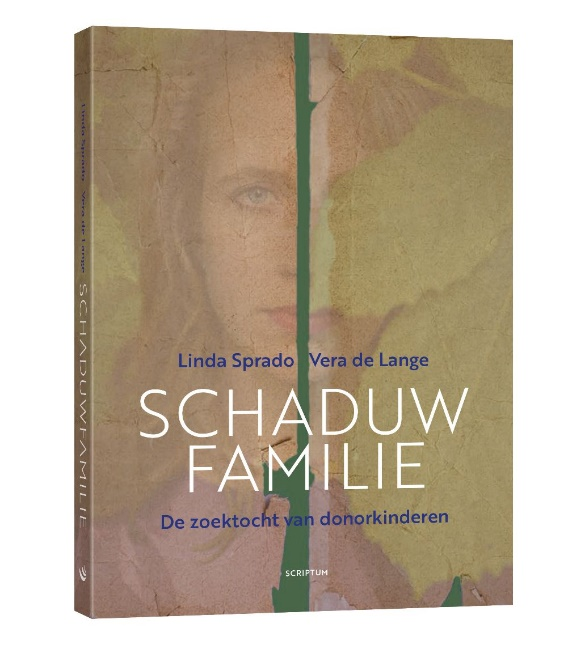 Linda Sprado Vera de Lange
SCHADUWFAMILIE
Linda Sprado Vera de Lange
SCHADUW
FAMILIE
De zoektocht van donorkinderen
SCRIPTUM